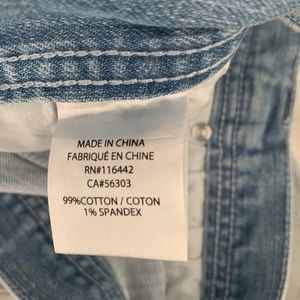 MADE IN CHINA
FABRIQUÉ EN CHINE
RN#116442
CA#56303
99%COTTON / COTON
1% SPANDEX